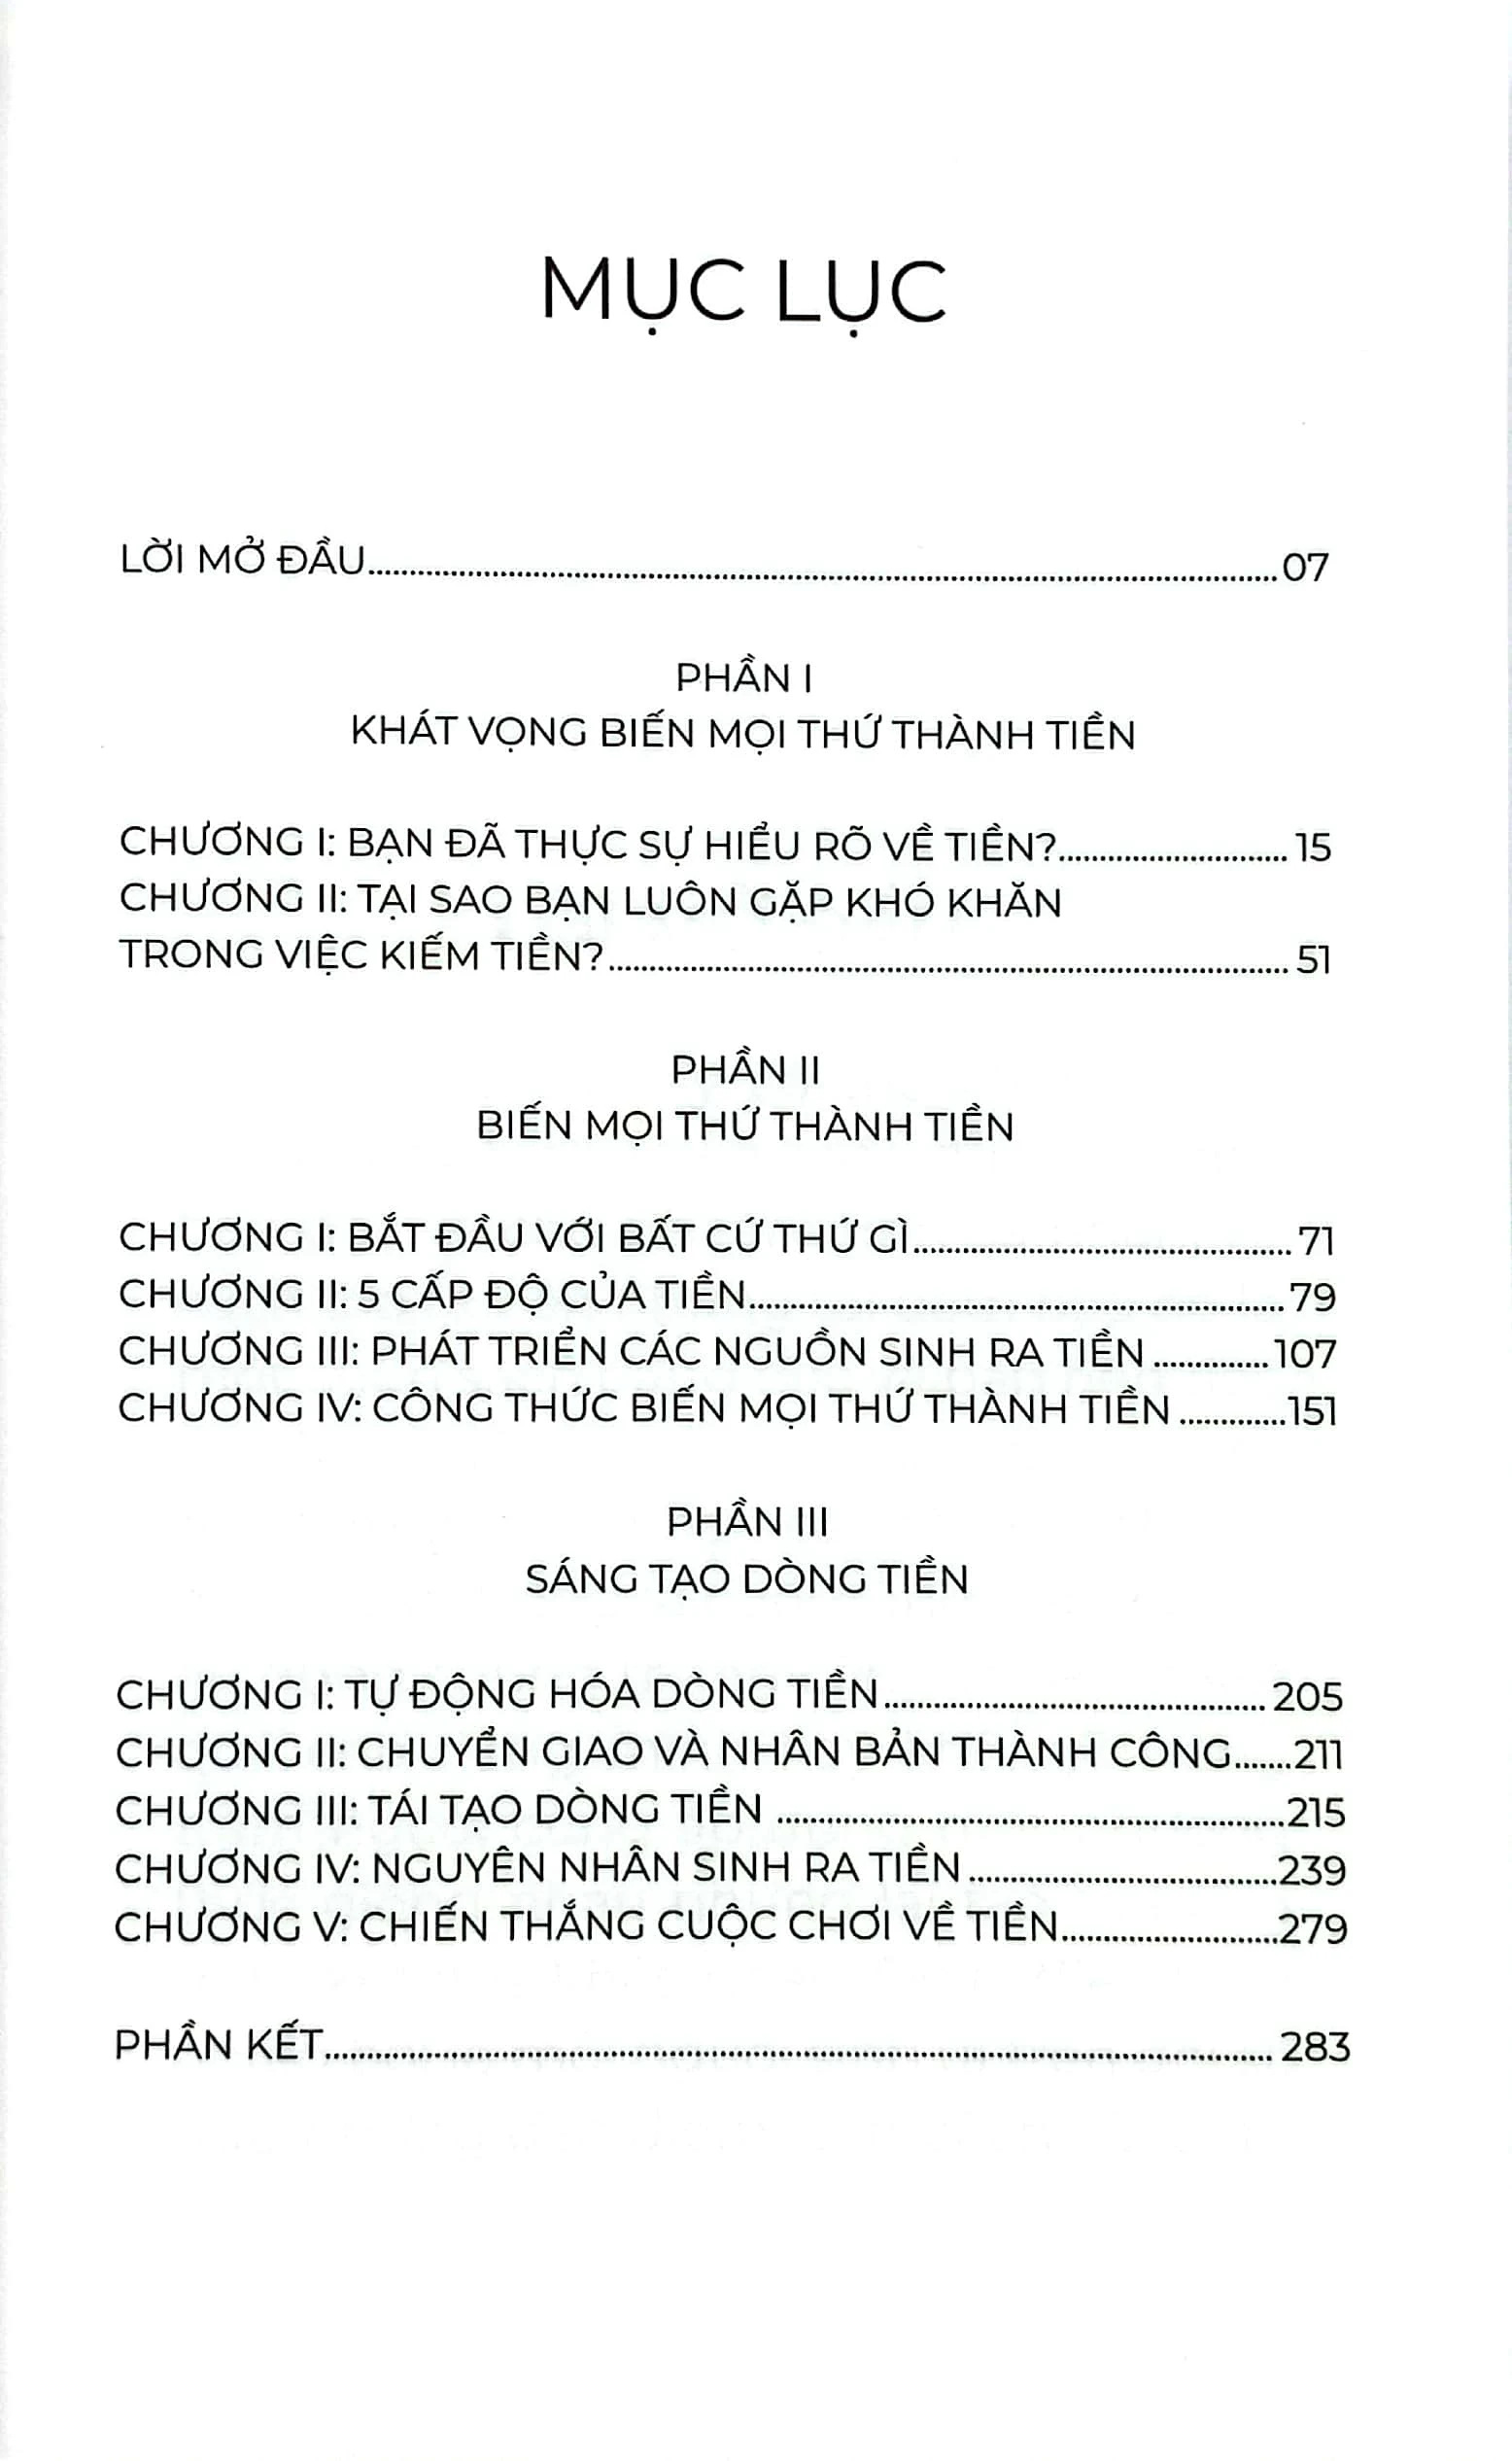 MỤC LỤC
LỜI MỞ ĐẦU............................................................07
PHẦN I
KHÁT VỌNG BIẾN MỌI THỨ THÀNH TIỀN
CHƯƠNG I: BẠN ĐÃ THỰC SỰ HIỂU RÕ VỀ TIỀN?.................... 15
CHƯƠNG II: TẠI SAO BẠN LUÔN GẶP KHÓ KHĂN
TRONG VIỆC KIẾM TIỀN?............................................................ 51
PHẦN II
BIẾN MỌI THỨ THÀNH TIỀN
CHƯƠNG I: BẮT ĐẦU VỚI BẤT CỨ THỨ GÌ.............................. 71
CHƯƠNG II: 5 CẤP ĐỘ CỦA TIỀN........................................ 79
CHƯƠNG III: PHÁT TRIỂN CÁC NGUỒN SINH RA TIỀN ..............107
CHƯƠNG IV: CÔNG THỨC BIẾN MỌI THỨ THÀNH TIỀN .............151
PHẦN III
SÁNG TẠO DÒNG TIỀN
CHƯƠNG I: TỰ ĐỘNG HÓA DÒNG TIỀN.............................. 205
CHƯƠNG II: CHUYỂN GIAO VÀ NHÂN BẢN THÀNH CÔNG.......211
CHƯƠNG III: TÁI TẠO DÒNG TIỀN ........................................215
CHƯƠNG IV: NGUYÊN NHÂN SINH RA TIỀN..............................239
CHƯƠNG V: CHIẾN THẮNG CUỘC CHƠI VỀ TIỀN....................279
PHẦN KẾT............................................................ 283